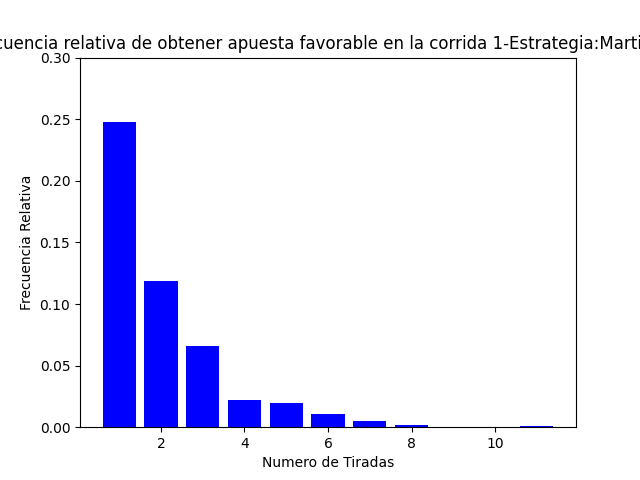 cuencia relativa de obtener apuesta favorable en la corrida 1-Estrategia:Marti
0.30
0.25
0.20
0.15
0.10
0.05
0.00
Frecuencia Relativa
2 4 6 8 10
Numero de Tiradas